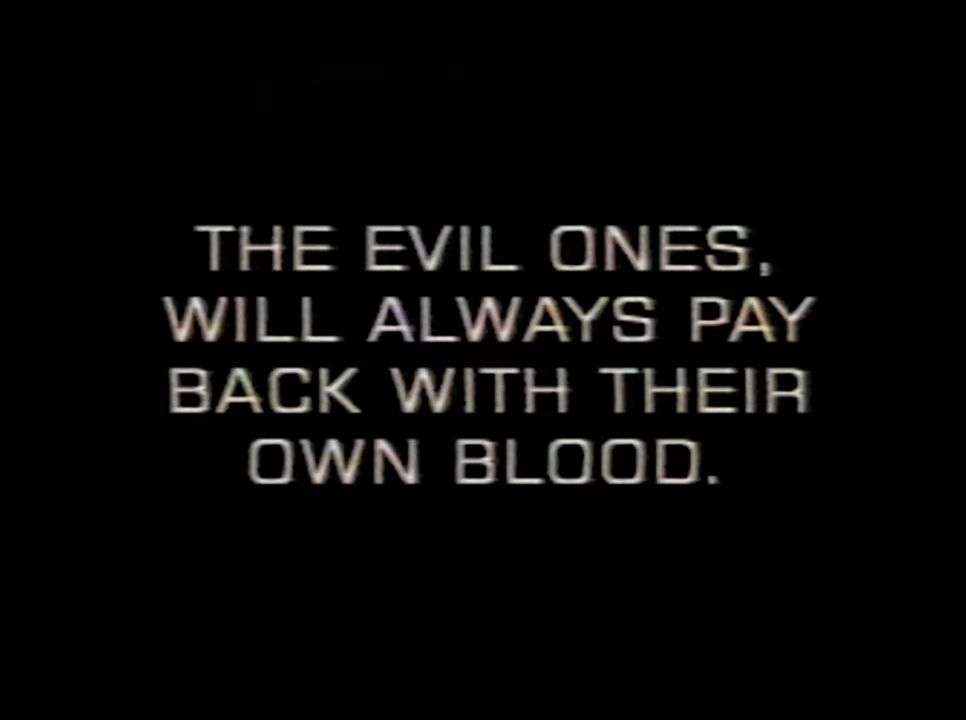 THE EVIL ONES,
WILL ALWAYS PAY
BACK WITH THEIR
OWN BLOOD.